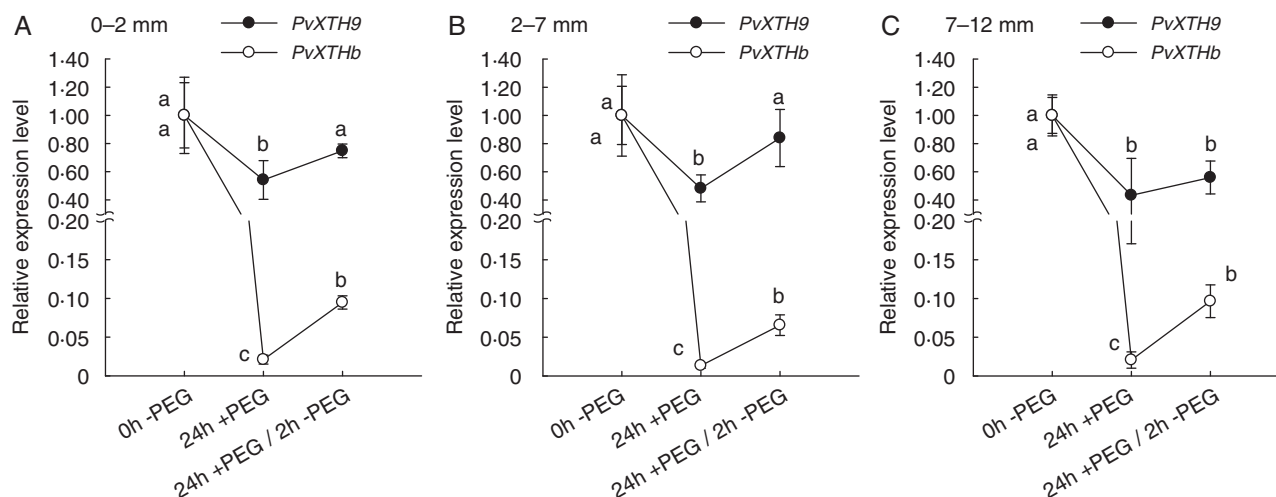 A
0–2 mm
PvXTH9
PvXTHb
Relative expression level
1·40
1·20
1·00
0·80
0·60
0·40
0·20
0·15
0·10
0·05
0
a
a
b
a
c
b
0h -PEG
24h +PEG
24h +PEG / 2h -PEG
B
2–7 mm
PvXTH9
PvXTHb
Relative expression level
1·40
1·20
1·00
0·80
0·60
0·40
0·20
0·15
0·10
0·05
0
a
a
b
a
c
b
0h -PEG
24h +PEG
24h +PEG / 2h -PEG
C
7–12 mm
PvXTH9
PvXTHb
Relative expression level
1·40
1·20
1·00
0·80
0·60
0·40
0·20
0·15
0·10
0·05
0
a
a
b
b
c
b
0h -PEG
24h +PEG
24h +PEG / 2h -PEG